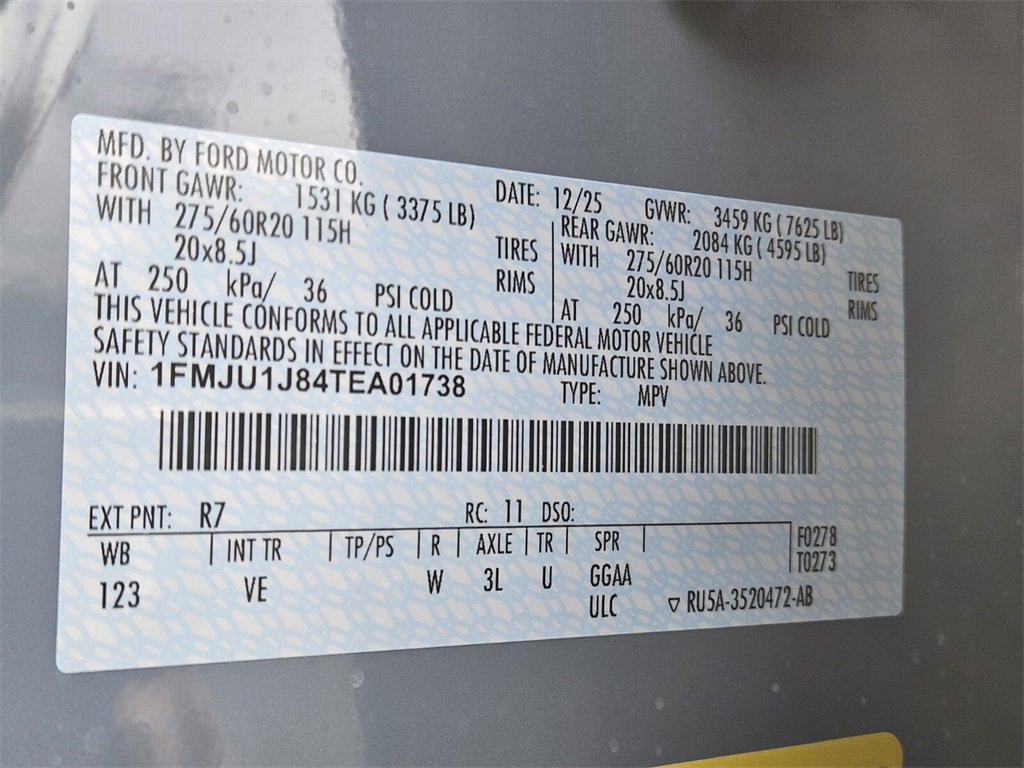 MFD. BY FORD MOTOR CO.
DATE: 12/25 GVWR: 3459 KG ( 7625 LB)
FRONT GAWR: 1531 KG ( 3375 LB)
WITH 275/60R20 115H TIRES
20x8.5J RIMS
AT 250 kPa/ 36 PSI COLD
REAR GAWR: 2084 KG ( 4595 LB)
WITH 275/60R20 115H TIRES
20x8.5J RIMS
AT 250 kPa/ 36 PSI COLD
THIS VEHICLE CONFORMS TO ALL APPLICABLE FEDERAL MOTOR VEHICLE
SAFETY STANDARDS IN EFFECT ON THE DATE OF MANUFACTURE SHOWN ABOVE.
VIN: 1FMJU1J84TEA01738 TYPE: MPV
EXT PNT: R7 RC: 11 DSO:
WB | INT TR | TP/PS | R | AXLE | TR | SPR | F0278
T0273
123 VE W 3L U GGAA
ULC ▽ RU5A-3520472-AB